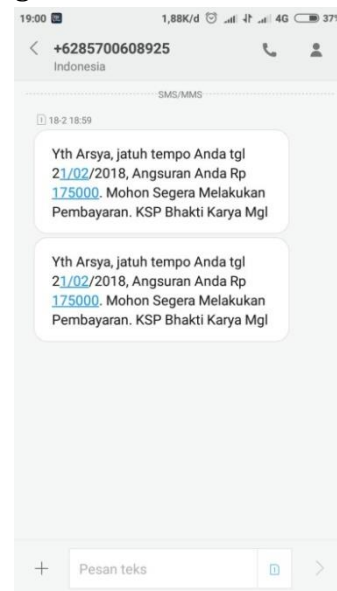 19:00 1,88K/d 4G 37
+6285700608925
Indonesia
SMS/MMS
1 18-2 18:59
Yth Arsya, jatuh tempo Anda tgl
21/02/2018, Angsuran Anda Rp
175000. Mohon Segera Melakukan
Pembayaran. KSP Bhakti Karya Mgl
Yth Arsya, jatuh tempo Anda tgl
21/02/2018, Angsuran Anda Rp
175000. Mohon Segera Melakukan
Pembayaran. KSP Bhakti Karya Mgl
Pesan teks
1